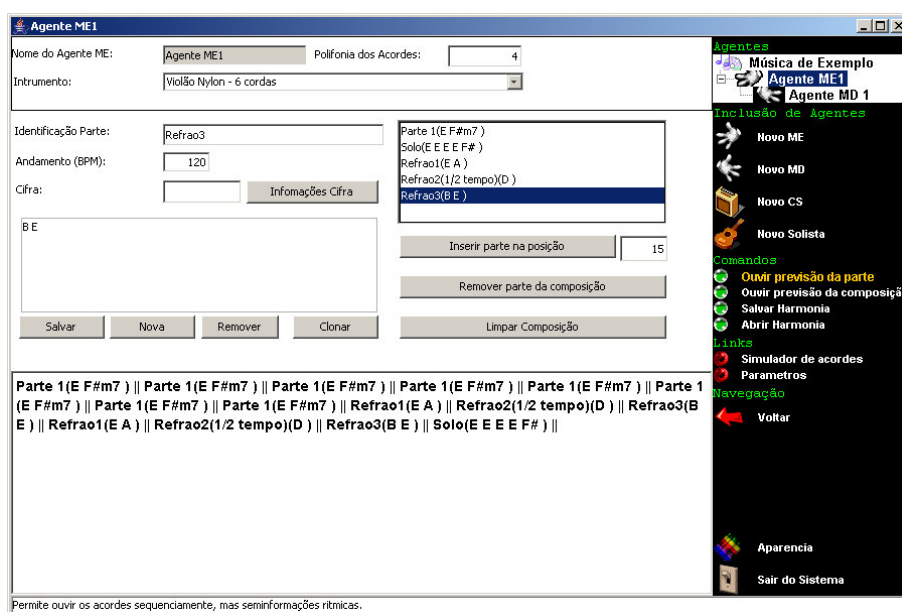 Agente ME1
Nome do Agente ME:
Agente ME1
Polifonia dos Acordes:
4
Intrumento:
Violão Nylon - 6 cordas
Identificação Parte:
Refrao3
Andamento (BPM):
120
Cifra:
Infomações Cifra
B E
Salvar
Nova
Remover
Clonar
Parte 1(E F#m7 )
Solo(E E E E F# )
Refrao1(E A )
Refrao2(1/2 tempo)(D )
Refrao3(B E )
Inserir parte na posição
15
Remover parte da composição
Limpar Composição
Parte 1(E F#m7 ) || Parte 1(E F#m7 ) || Parte 1(E F#m7 ) || Parte 1(E F#m7 ) || Parte 1(E F#m7 ) || Parte 1
(E F#m7 ) || Parte 1(E F#m7 ) || Parte 1(E F#m7 ) || Refrao1(E A ) || Refrao2(1/2 tempo)(D ) || Refrao3(B
E ) || Refrao1(E A ) || Refrao2(1/2 tempo)(D ) || Refrao3(B E ) || Solo(E E E E F# ) ||
Agentes
Música de Exemplo
Agente ME1
Agente MD 1
Inclusão de Agentes
Novo ME
Novo MD
Novo CS
Novo Solista
Comandos
Ouvir previsão da parte
Ouvir previsão da composiçã
Salvar Harmonia
Abrir Harmonia
Links
Simulador de acordes
Parametros
Navegação
Voltar
Aparencia
Sair do Sistema
Permite ouvir os acordes sequenciamente, mas seminformações ritmicas.